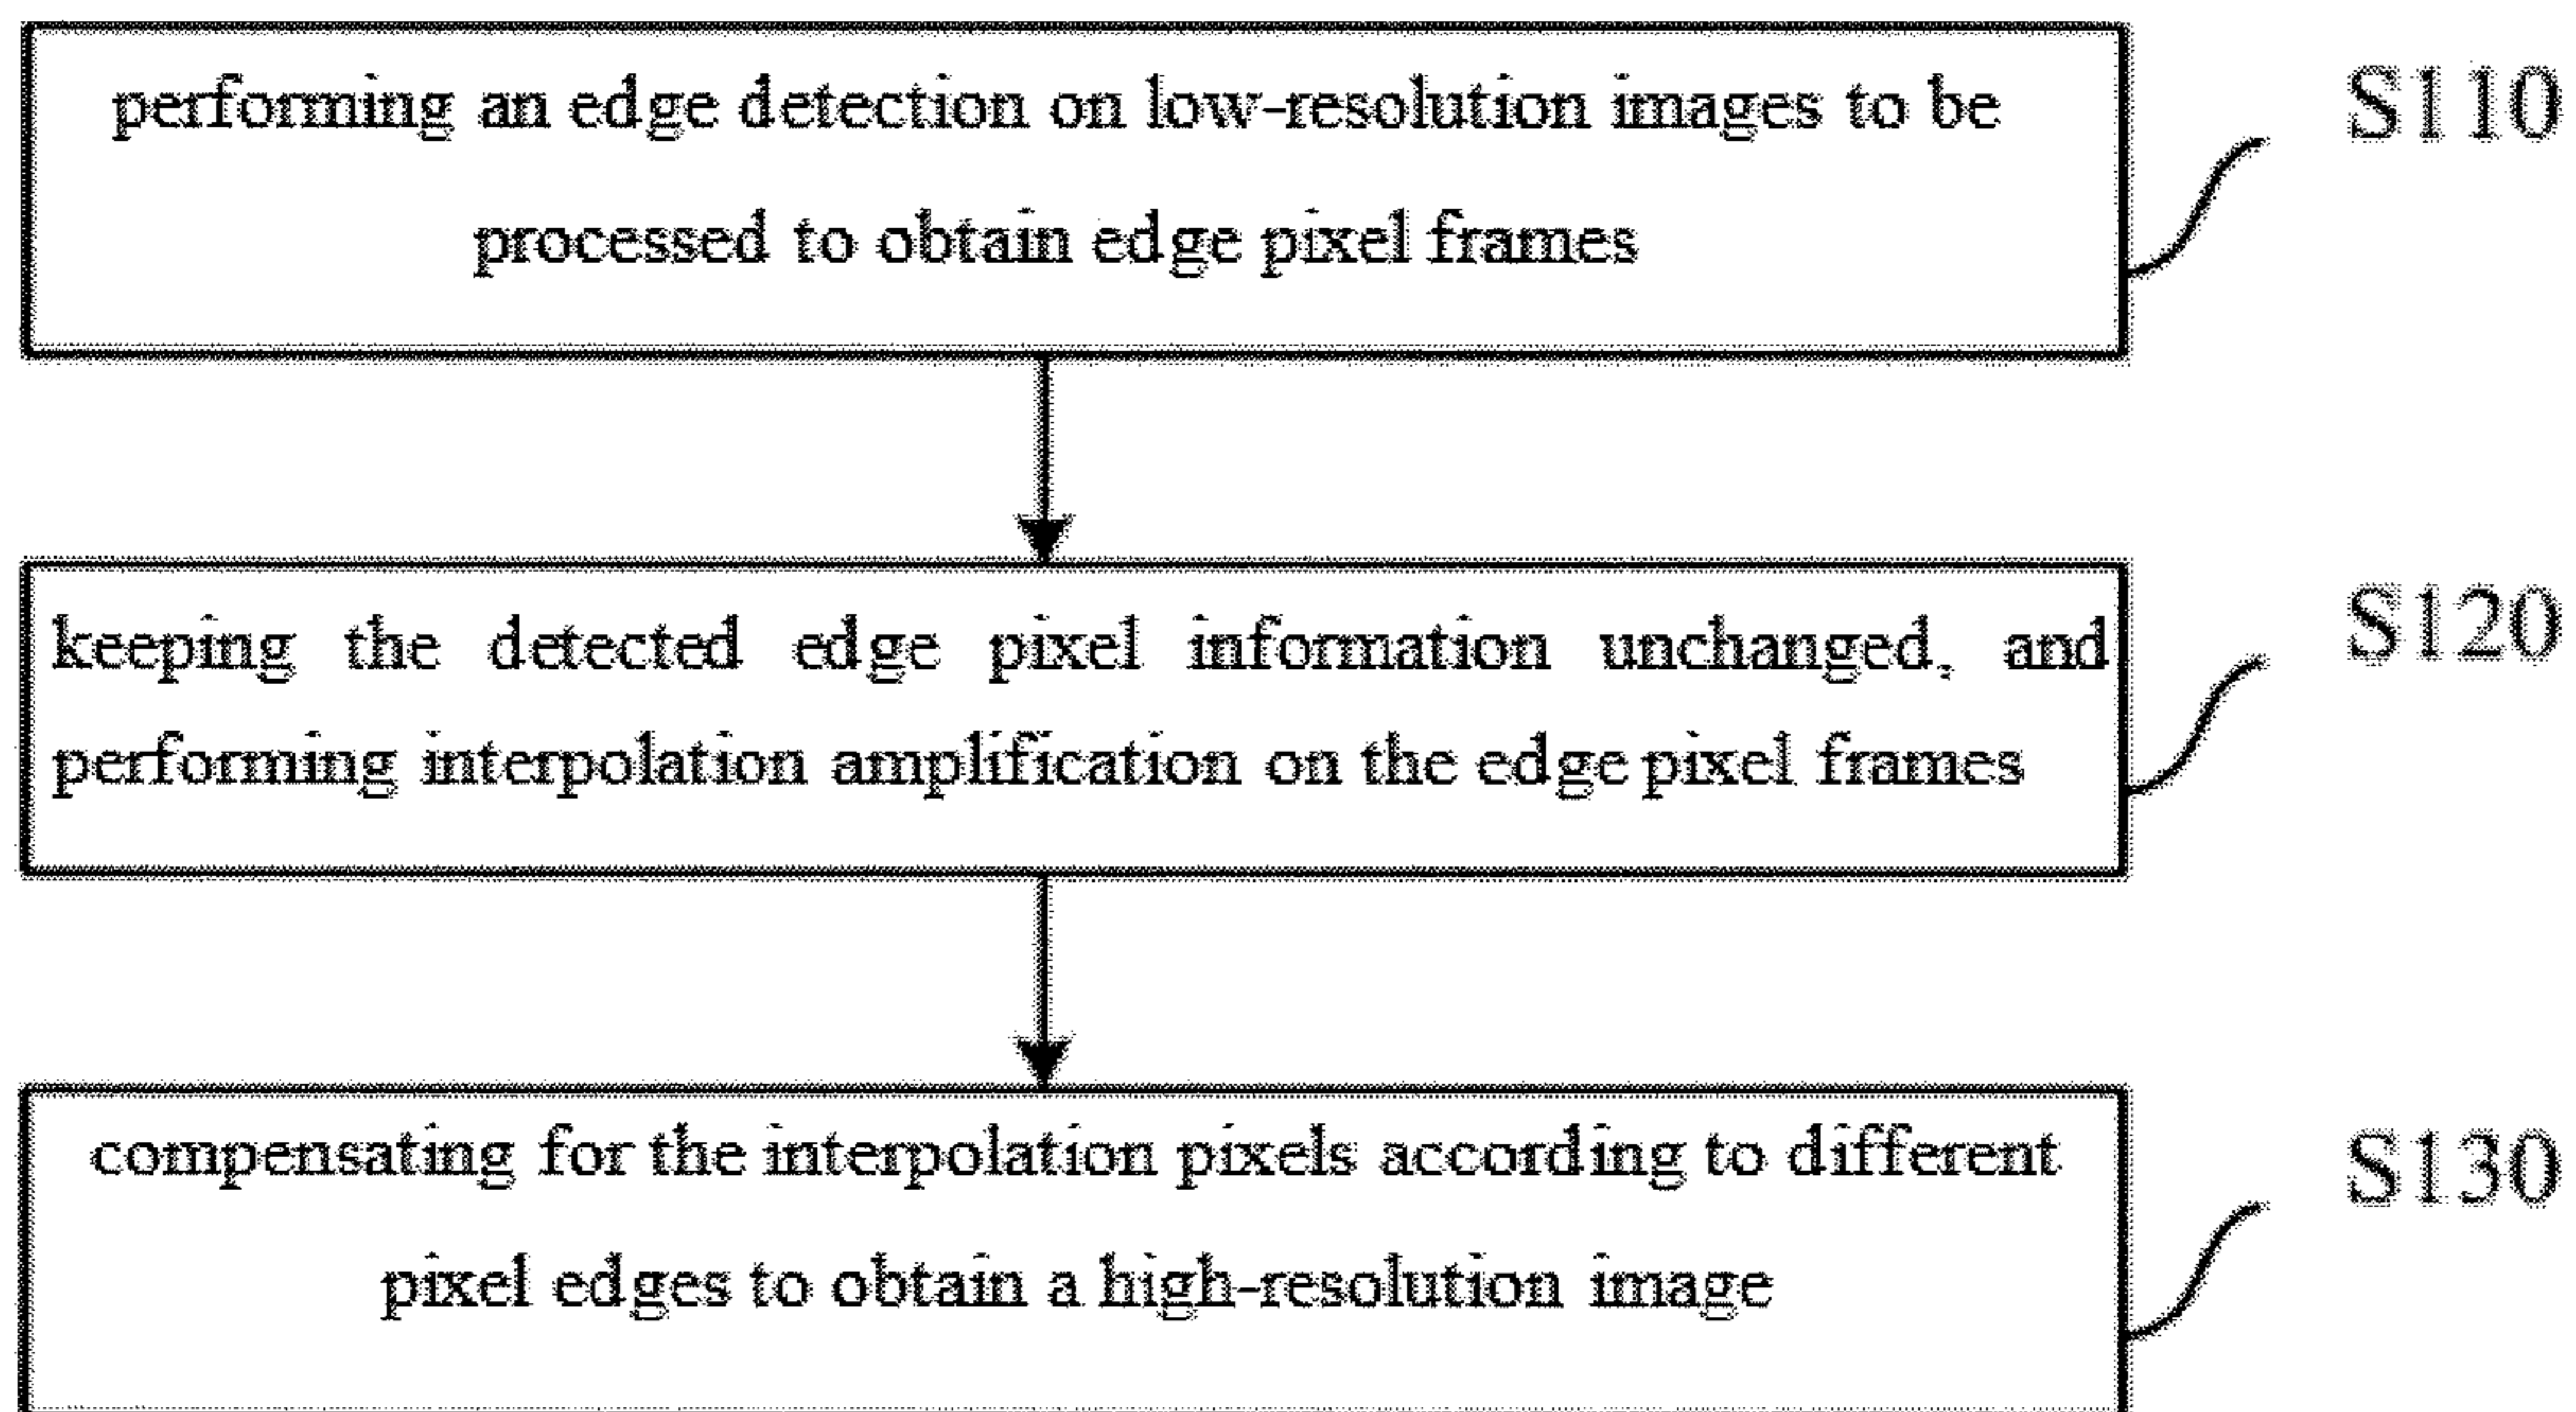 performing an edge detection on low-resolution images to be
processed to obtain edge pixel frames
S110
keeping the detected edge pixel information unchanged, and
performing interpolation amplification on the edge pixel frames
S120
compensating for the interpolation pixels according to different
pixel edges to obtain a high-resolution image
S130